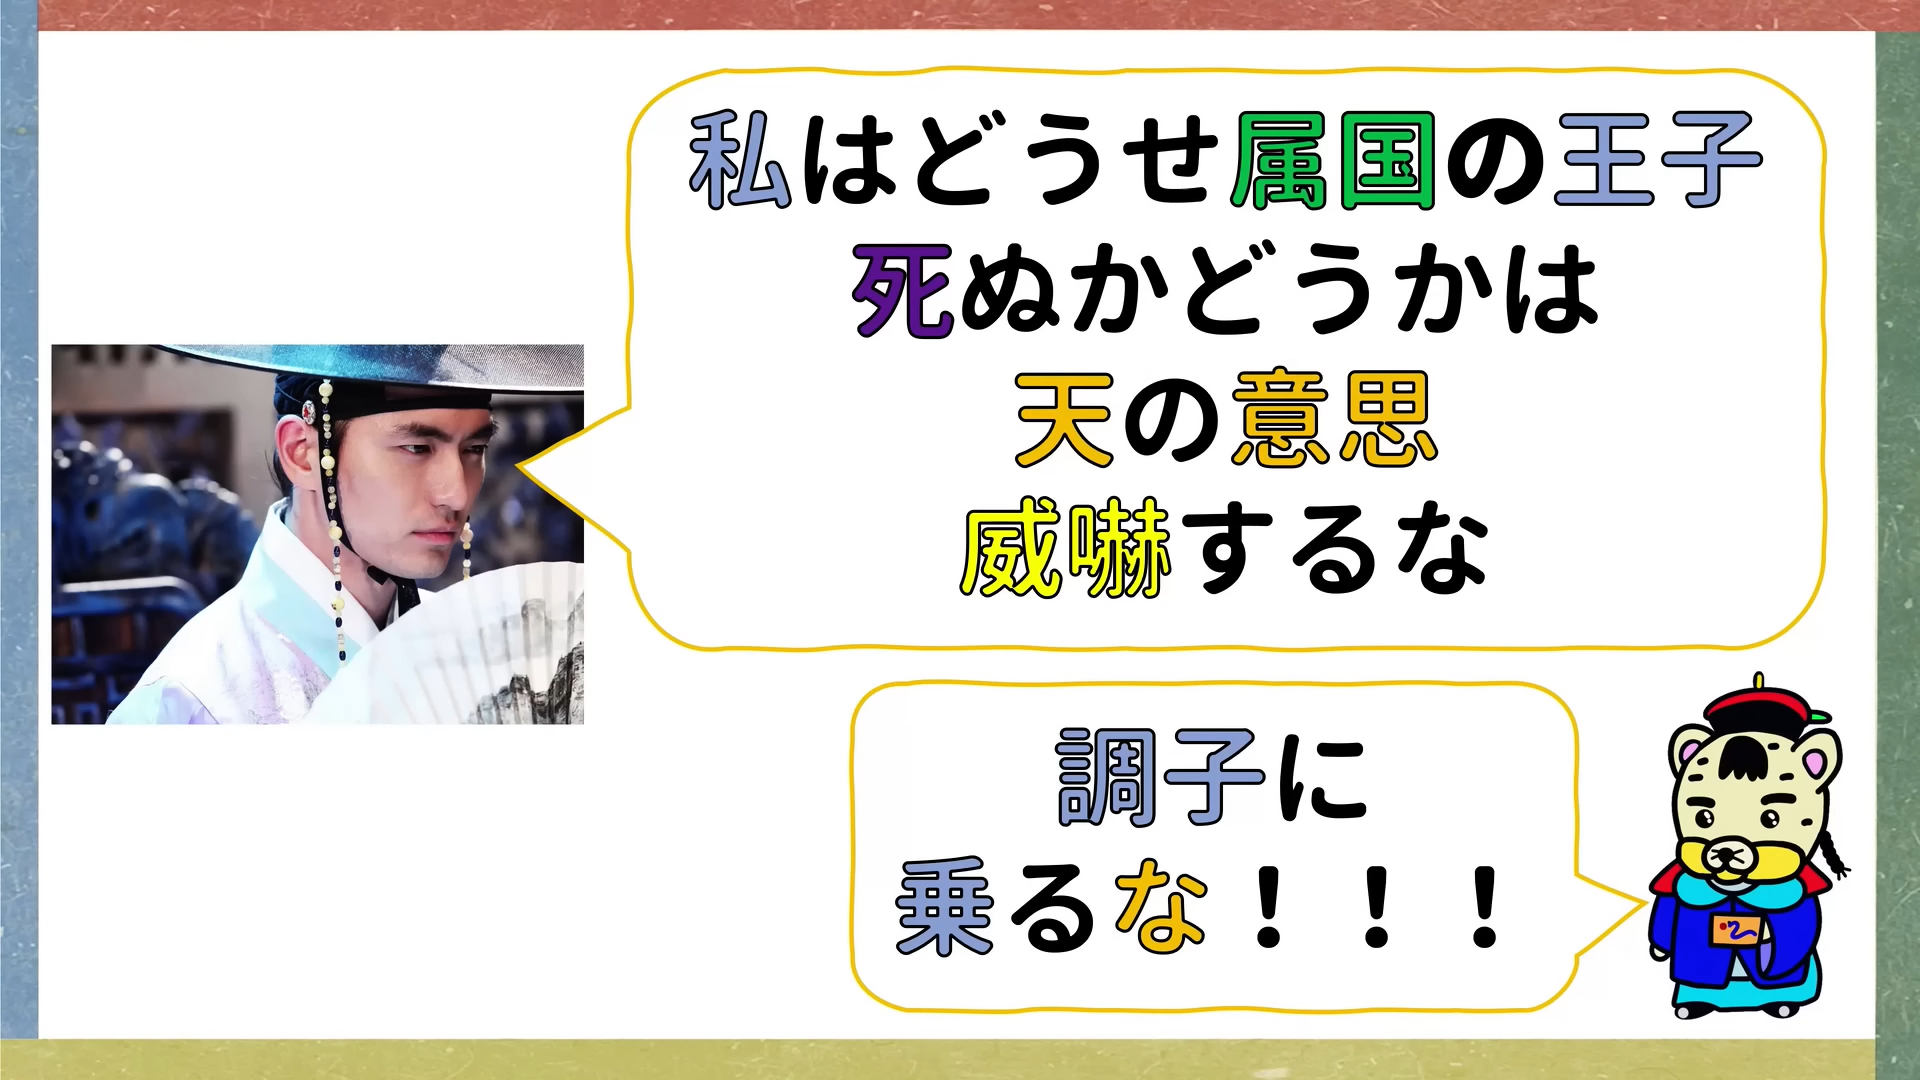 私はどうせ属国の王子
死ぬかどうかは
天の意思
威嚇するな
調子に
乗るな！！！